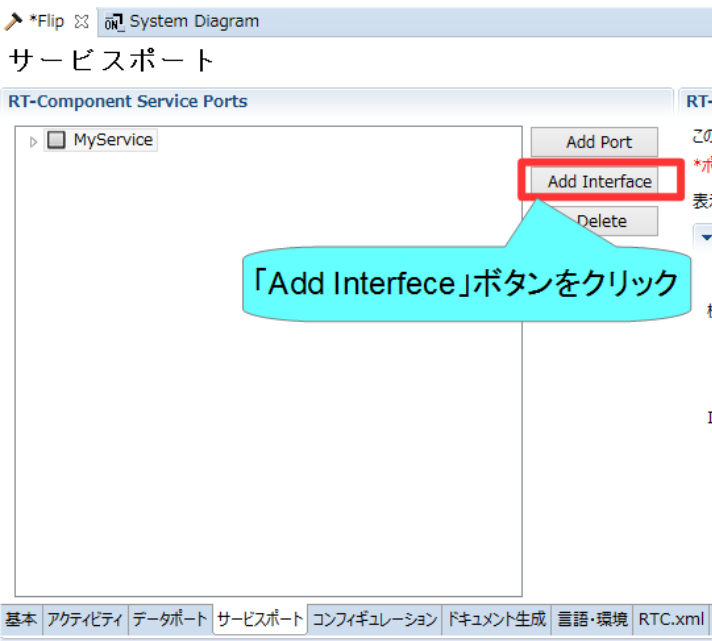 *Flip System Diagram
サービスポート
RT-Component Service Ports
RT-
MyService
Add Port
この
Add Interface
*ポ
表示
Delete
「Add Interfece」ボタンをクリック
基本 アクティビティ データポート サービスポート コンフィギュレーション ドキュメント生成 言語・環境 RTC.xml